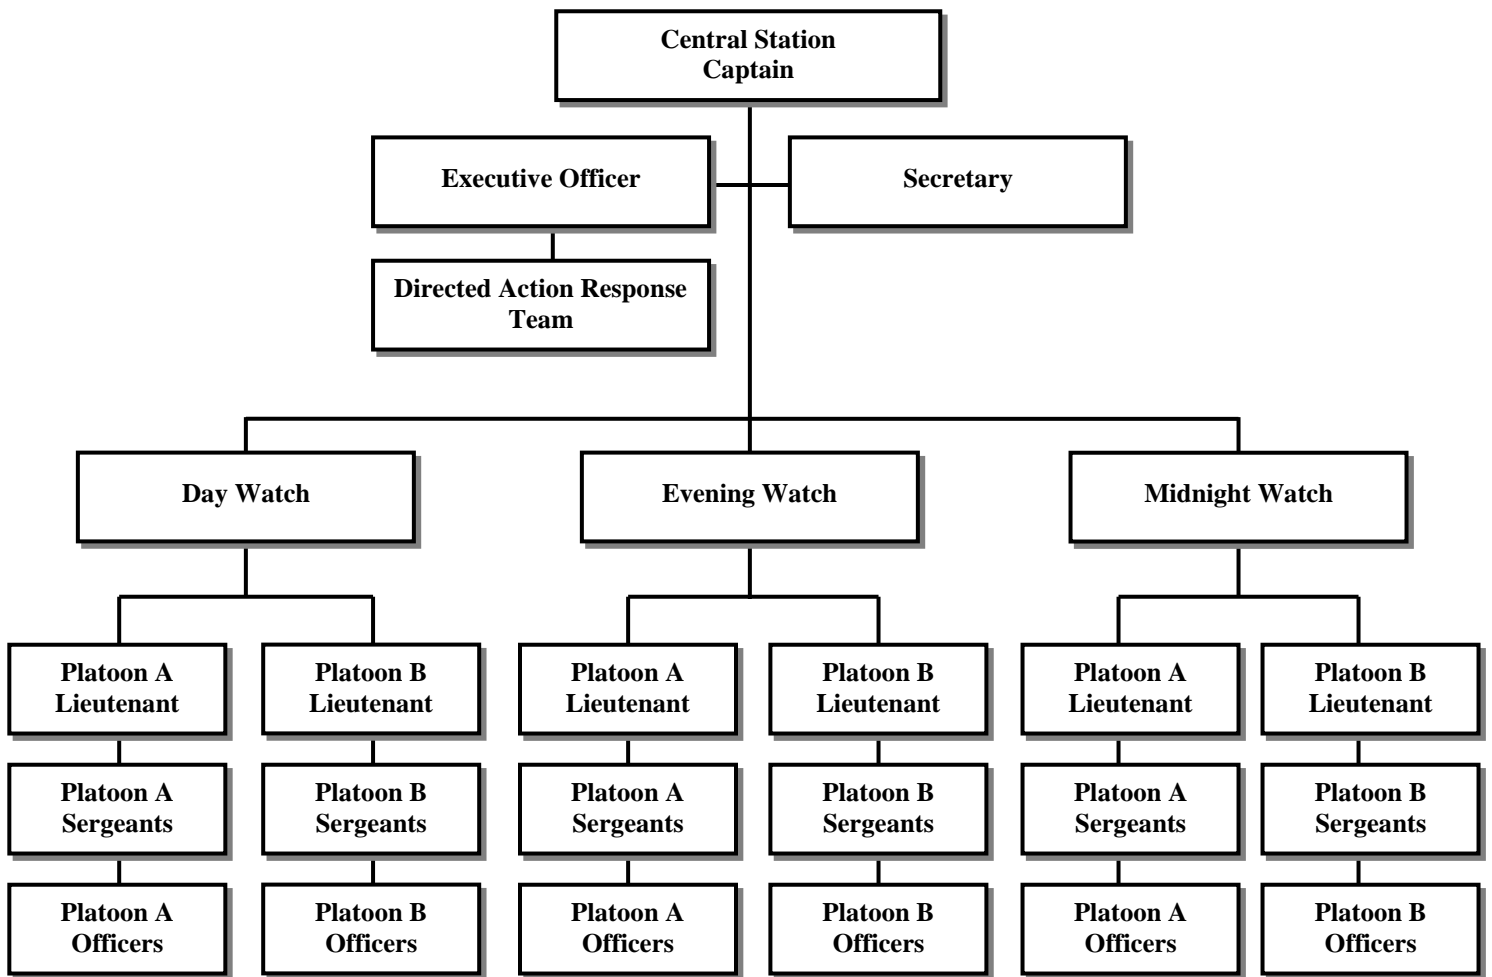 Central Station
Captain
Executive Officer
Secretary
Directed Action Response
Team
Day Watch
Evening Watch
Midnight Watch
Platoon A
Lieutenant
Platoon B
Lieutenant
Platoon A
Lieutenant
Platoon B
Lieutenant
Platoon A
Lieutenant
Platoon B
Lieutenant
Platoon A
Sergeants
Platoon B
Sergeants
Platoon A
Sergeants
Platoon B
Sergeants
Platoon A
Sergeants
Platoon B
Sergeants
Platoon A
Officers
Platoon B
Officers
Platoon A
Officers
Platoon B
Officers
Platoon A
Officers
Platoon B
Officers